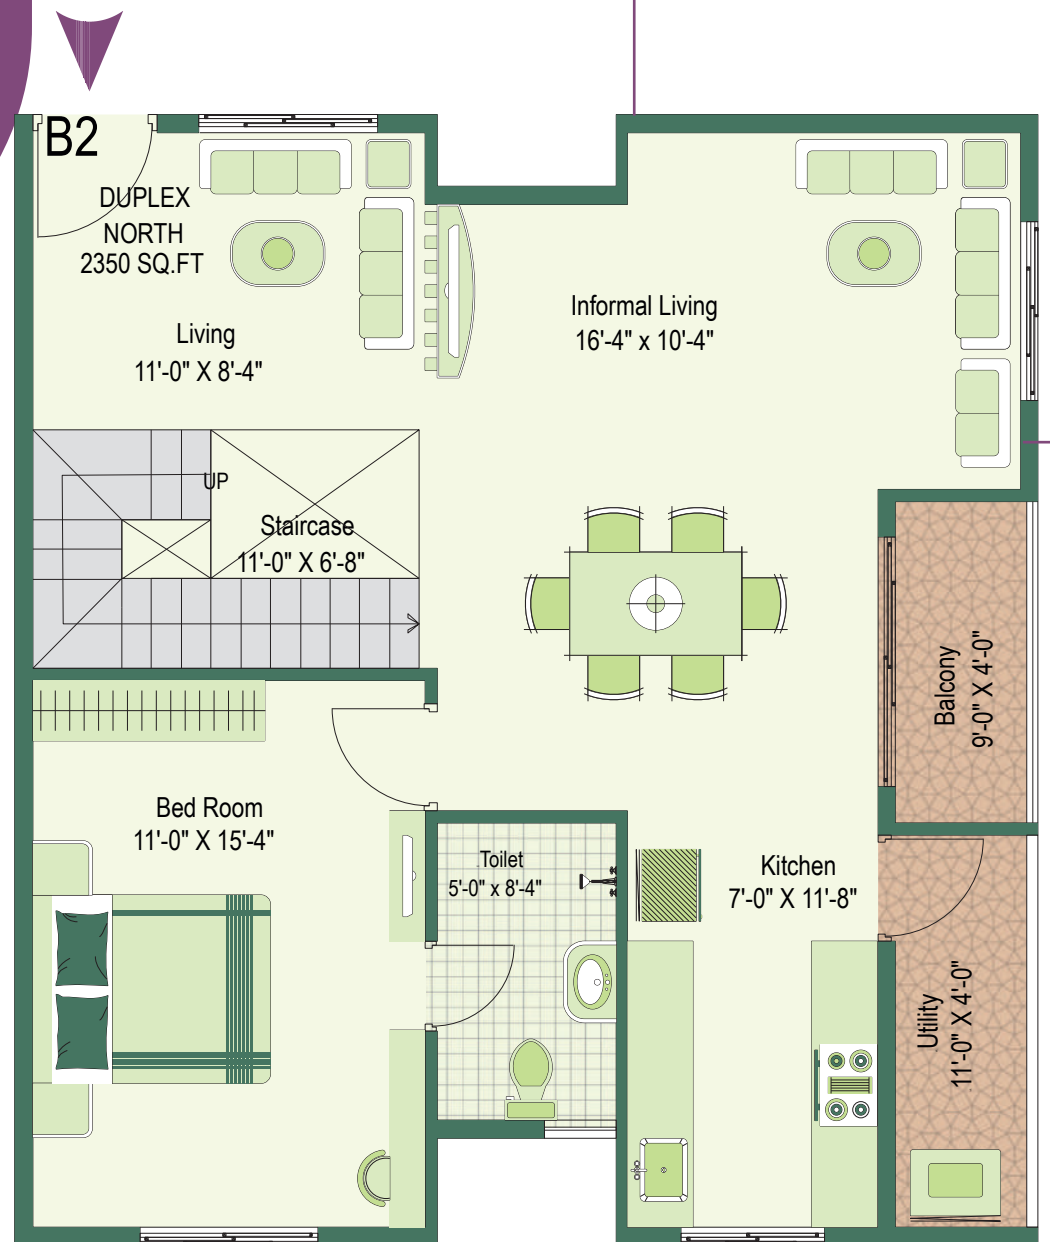 B2
DUPLEX
NORTH
2350 SQ.FT
Living
11'-0" X 8'-4"
Informal Living
16'-4" x 10'-4"
UP
Staircase
11'-0" X 6'-8"
Balcony
9'-0" X 4'-0"
Bed Room
11'-0" X 15'-4"
Toilet
5'-0" x 8'-4"
Kitchen
7'-0" X 11'-8"
Utility
11'-0" X 4'-0"